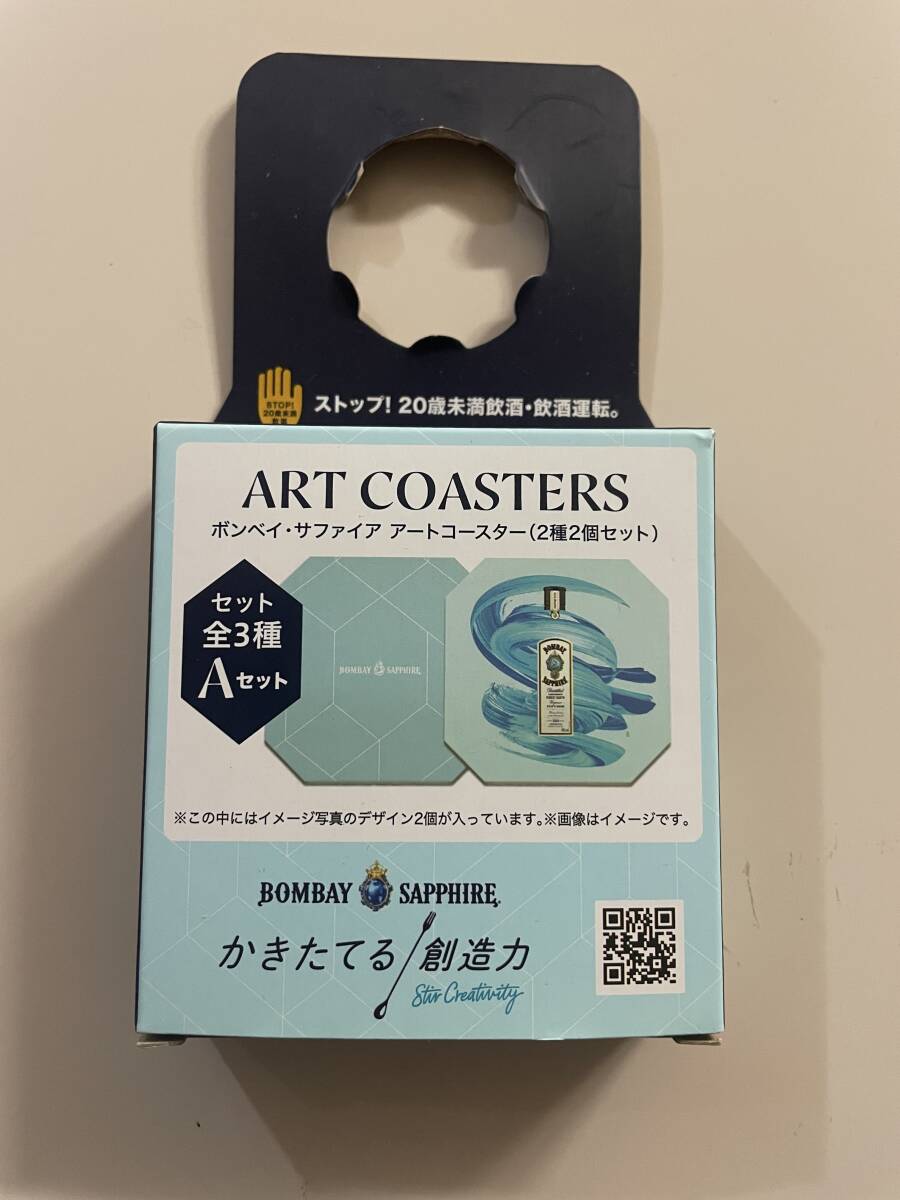 STOP!
20歳未満
飲酒
ストップ! 20歳未満飲酒・飲酒運転。
ART COASTERS
ボンベイ・サファイア アートコースター(2種2個セット)
セット
全3種
Aセット
BOMBAY SAPPHIRE
BOMBAY
SAPPHIRE
※この中にはイメージ写真のデザイン2個が入っています。※画像はイメージです。
BOMBAY SAPPHIRE
かきたてる 創造力
Stir Creativity